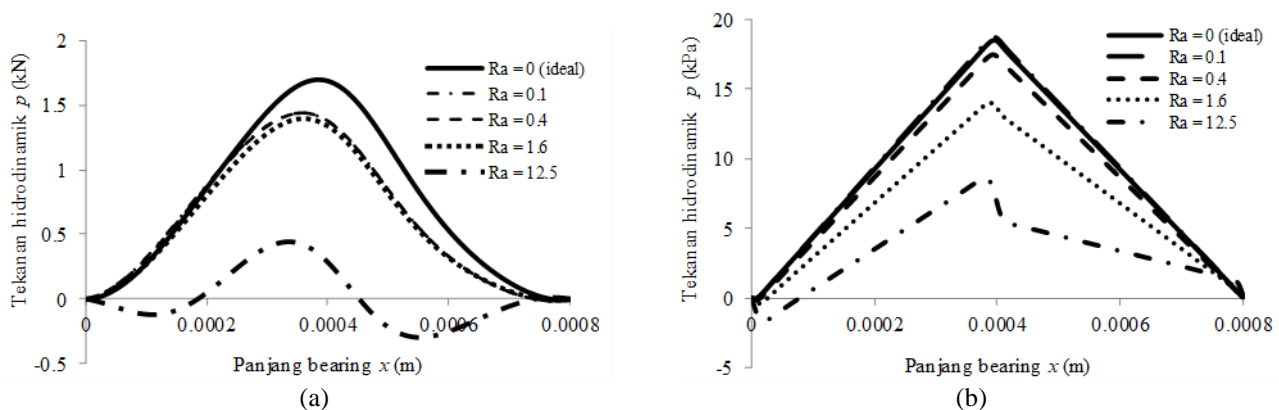 Tekanan hidrodinamik p (kN)
2
1.5
1
0.5
0
-0.5
0
0.0002
0.0004
0.0006
0.0008
Panjang bearing x (m)
Ra = 0 (ideal)
Ra = 0.1
Ra = 0.4
Ra = 1.6
Ra = 12.5
(a)
Tekanan hidrodinamik p (kPa)
20
15
10
5
0
-5
0
0.0002
0.0004
0.0006
0.0008
Panjang bearing x (m)
Ra = 0 (ideal)
Ra = 0.1
Ra = 0.4
Ra = 1.6
Ra = 12.5
(b)